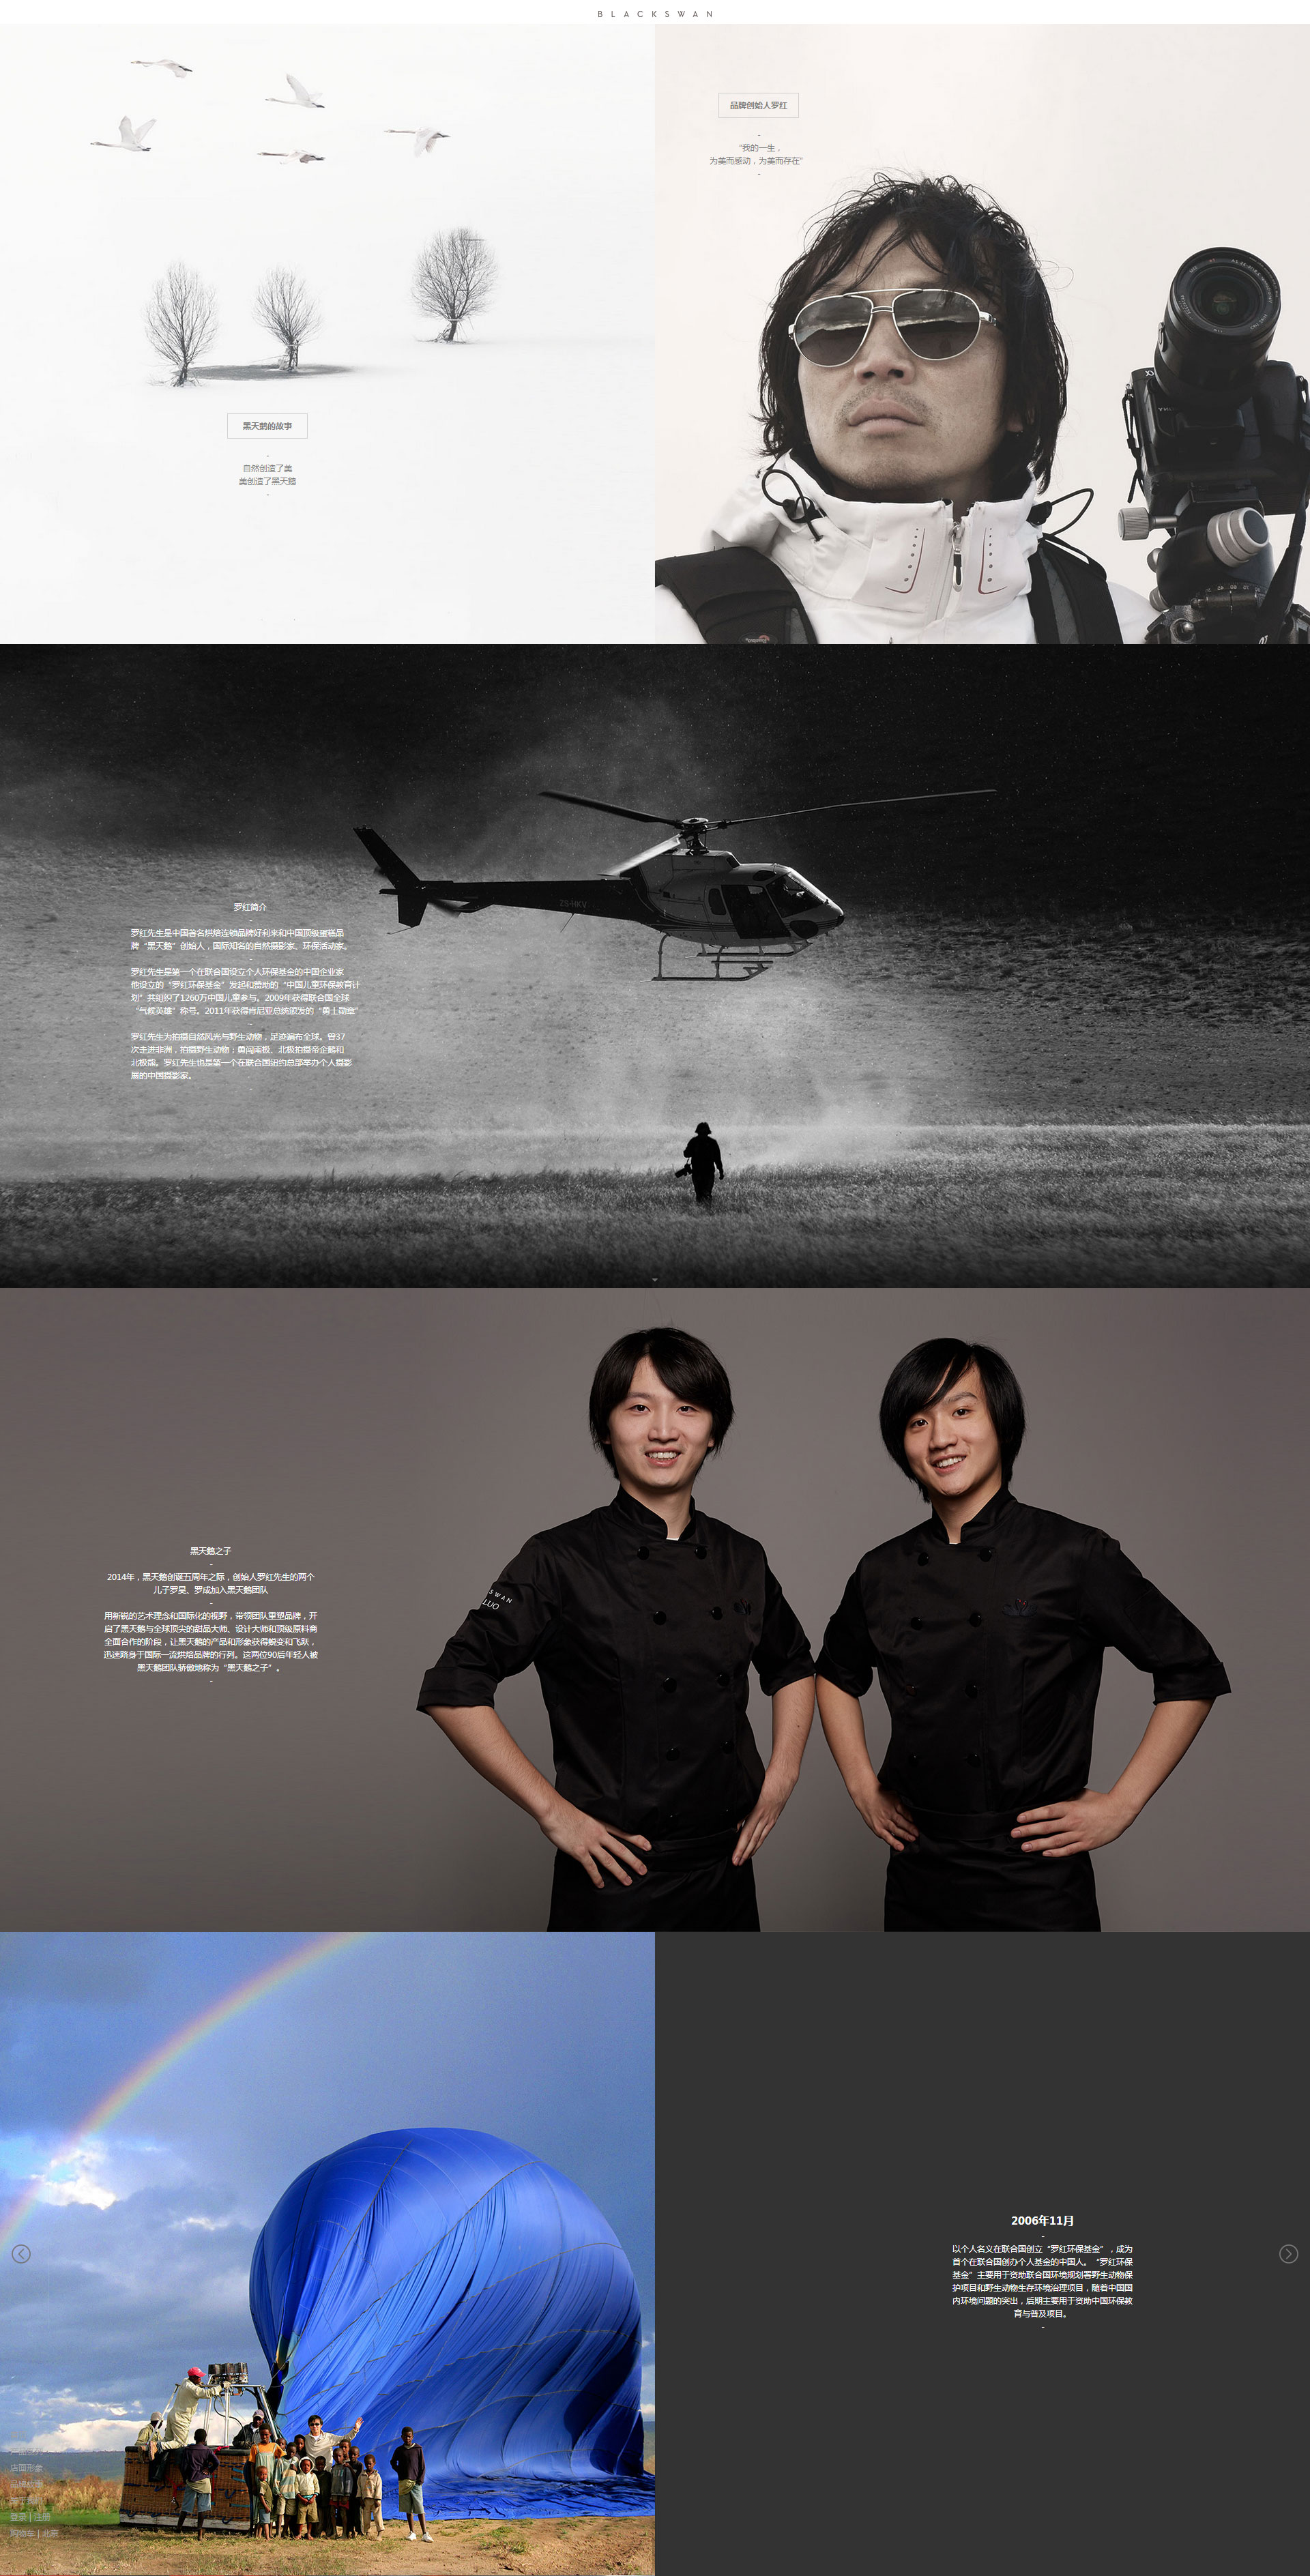 BLACKSWAN
黑天鹅的故事
-
自然创造了美
美创造了黑天鹅
-
品牌创始人罗红
-
“我的一生，
为美而感动，为美而存在”
-
罗红简介
-
罗红先生是中国著名烘焙连锁品牌好利来和中国顶级蛋糕品
牌“黑天鹅”创始人，国际知名的自然摄影家、环保活动家。
-
罗红先生是第一个在联合国设立个人环保基金的中国企业家
他设立的“罗红环保基金”发起和赞助的“中国儿童环保教育计
划”共组织了1260万中国儿童参与。2009年获得联合国全球
“气候英雄”称号。2011年获得肯尼亚总统颁发的“勇士勋章”
-
罗红先生为拍摄自然风光与野生动物，足迹遍布全球。曾37
次走进非洲，拍摄野生动物；勇闯南极、北极拍摄帝企鹅和
北极熊。罗红先生也是第一个在联合国纽约总部举办个人摄影
展的中国摄影家。
-
ZS-HKV
黑天鹅之子
-
2014年，黑天鹅创诞五周年之际，创始人罗红先生的两个
儿子罗昊、罗成加入黑天鹅团队
-
用新锐的艺术理念和国际化的视野，带领团队重塑品牌，开
启了黑天鹅与全球顶尖的甜品大师、设计大师和顶级原料商
全面合作的阶段，让黑天鹅的产品和形象获得蜕变和飞跃，
迅速跻身于国际一流烘焙品牌的行列。这两位90后年轻人被
黑天鹅团队骄傲地称为“黑天鹅之子”。
-
SWAN
LUO
2006年11月
-
以个人名义在联合国创立“罗红环保基金”，成为
首个在联合国创办个人基金的中国人。“罗红环保
基金”主要用于资助联合国环境规划署野生动物保
护项目和野生动物生存环境治理项目，随着中国国
内环境问题的突出，后期主要用于资助中国环保教
育与普及项目。
-
店面形象
登录 | 注册
购物车 | 北京